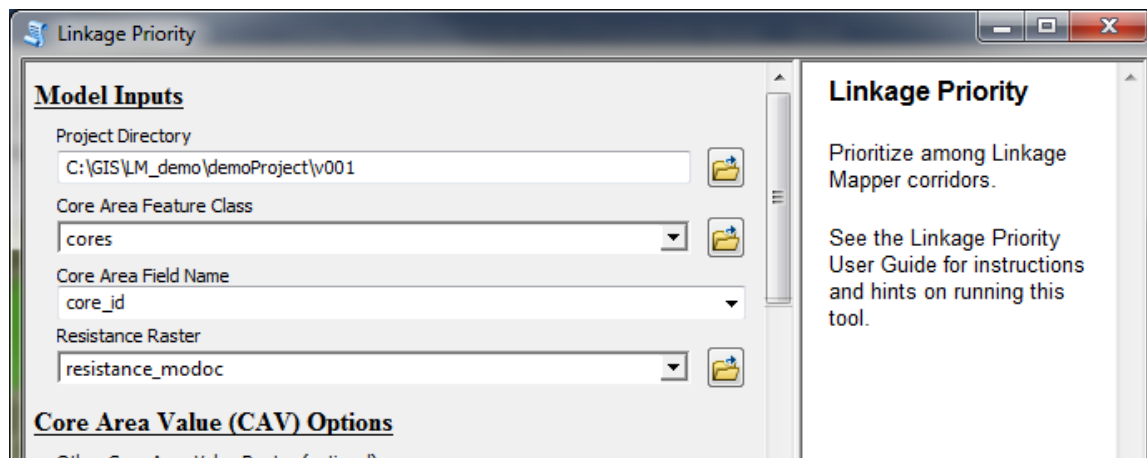 Linkage Priority
Model Inputs
Project Directory
C:\GIS\LM_demo\demoProject\v001
Core Area Feature Class
cores
Core Area Field Name
core_id
Resistance Raster
resistance_modoc
Core Area Value (CAV) Options
Linkage Priority
Prioritize among Linkage
Mapper corridors.
See the Linkage Priority
User Guide for instructions
and hints on running this
tool.